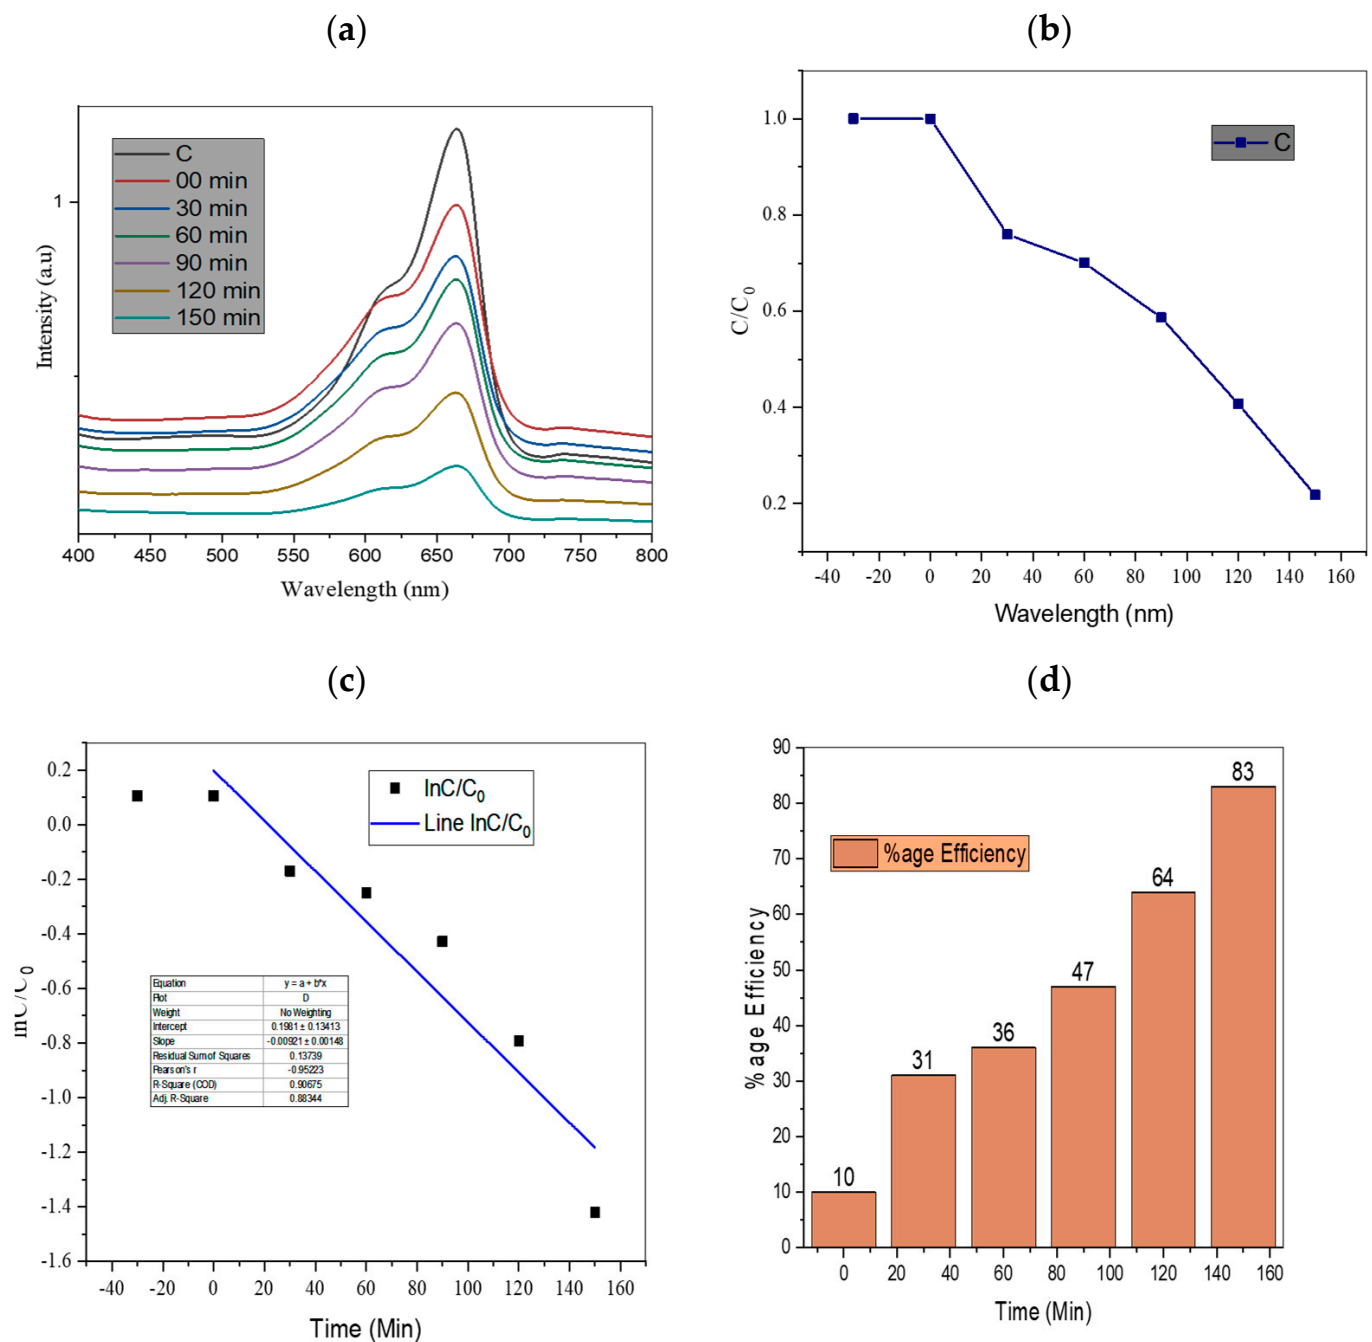 (a)
C
00 min
30 min
60 min
90 min
120 min
150 min
1
Intensity (a.u)
400 450 500 550 600 650 700 750 800
Wavelength (nm)
(b)
C
1.0
0.8
0.6
0.4
0.2
C/C0
-40 -20 0 20 40 60 80 100 120 140 160
Wavelength (nm)
(c)
lnC/C0
Line lnC/C0
0.2
0.0
-0.2
-0.4
-0.6
-0.8
-1.0
-1.2
-1.4
-1.6
lnC/C0
Equation y = a + b*x
Plot D
Weight No Weighting
Intercept 0.1981 ± 0.13413
Slope -0.00921 ± 0.00148
Residual Sum of Squares 0.13739
Pearson's r -0.95223
R-Square (COD) 0.90675
Adj. R-Square 0.88344
-40 -20 0 20 40 60 80 100 120 140 160
Time (Min)
(d)
%age Efficiency
90
80
70
60
50
40
30
20
10
0
%age Efficiency
10
31
36
47
64
83
0 20 40 60 80 100 120 140 160
Time (Min)